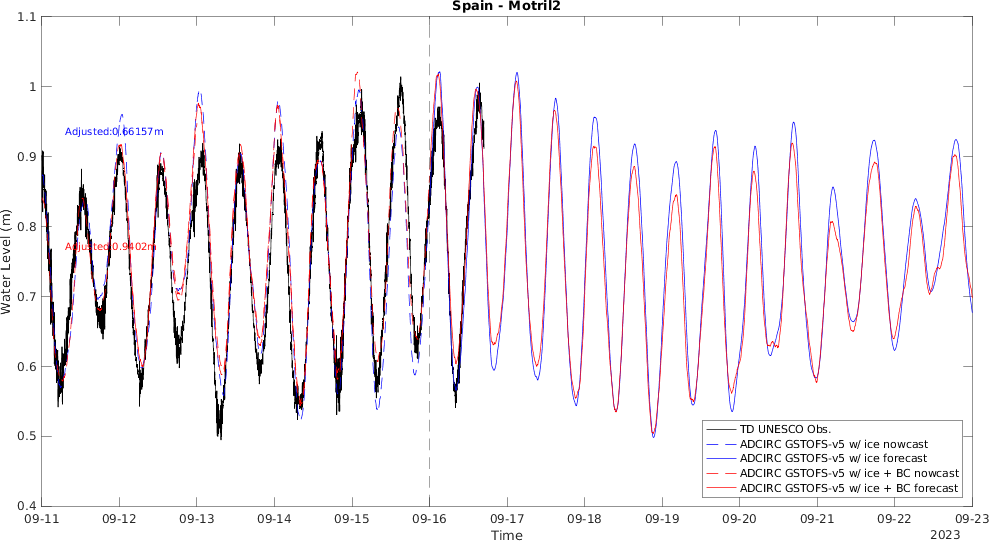 Spain - Motril2
1.1
1
0.9
0.8
0.7
0.6
0.5
0.4
Water Level (m)
Adjusted:0.66157m
Adjusted:0.9402m
TD UNESCO Obs.
ADCIRC GSTOFS-v5 w/ ice nowcast
ADCIRC GSTOFS-v5 w/ ice forecast
ADCIRC GSTOFS-v5 w/ ice + BC nowcast
ADCIRC GSTOFS-v5 w/ ice + BC forecast
09-11 09-12 09-13 09-14 09-15 09-16 09-17 09-18 09-19 09-20 09-21 09-22 09-23
Time
2023